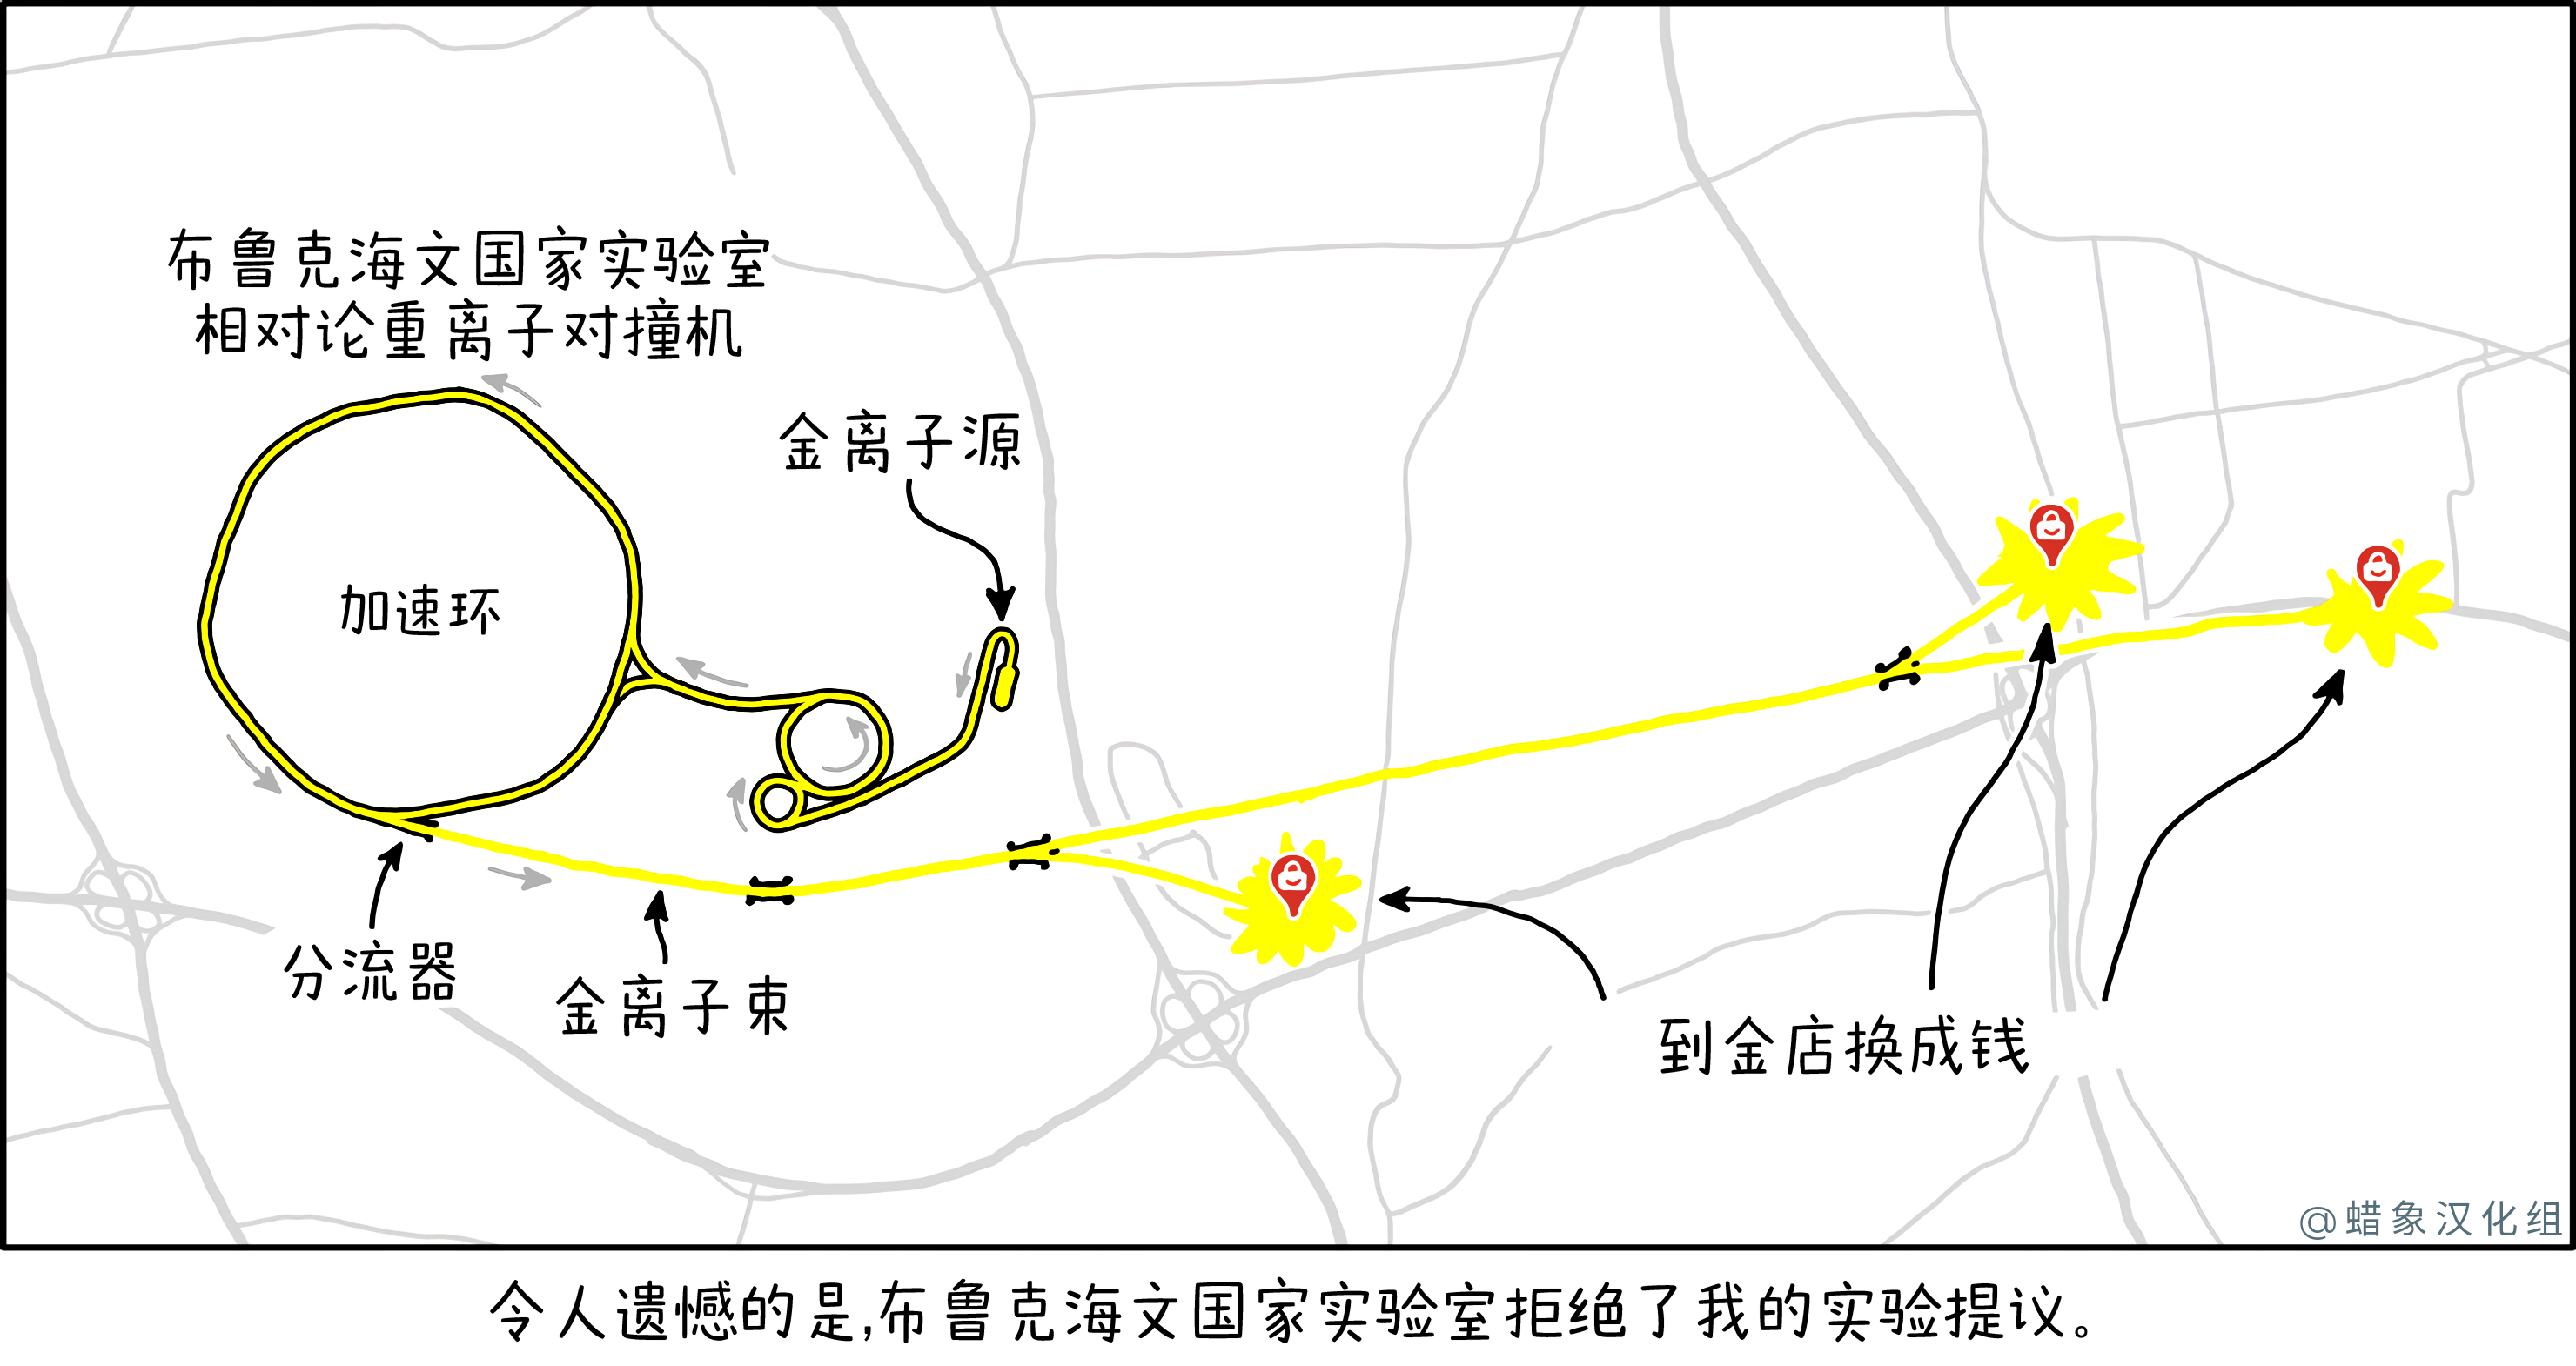 布鲁克海文国家实验室
相对论重离子对撞机
金离子源
加速环
分流器
金离子束
到金店换成钱
@蜡象汉化组
令人遗憾的是,布鲁克海文国家实验室拒绝了我的实验提议。